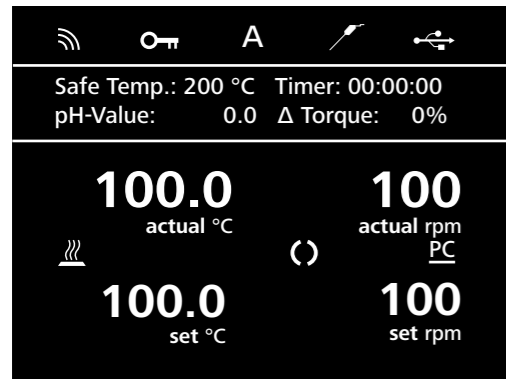 A
Safe Temp.: 200 °C Timer: 00:00:00
pH-Value: 0.0 Δ Torque: 0%
100.0 100
actual °C actual rpm
PC
100.0 100
set °C set rpm